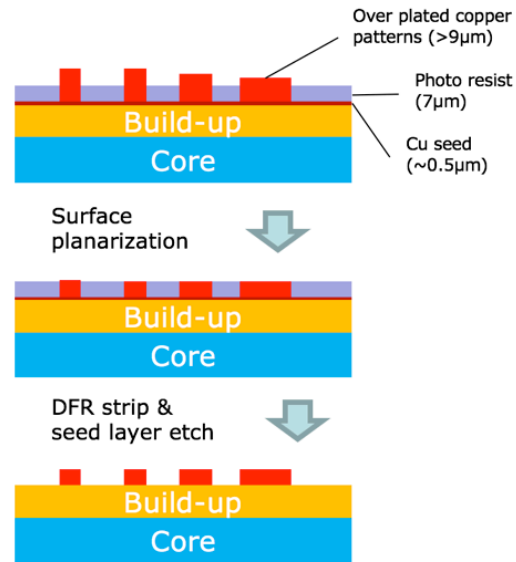 Over plated copper
patterns (>9μm)
Photo resist
(7μm)
Cu seed
(~0.5μm)
Build-up
Core
Surface
planarization
Build-up
Core
DFR strip &
seed layer etch
Build-up
Core